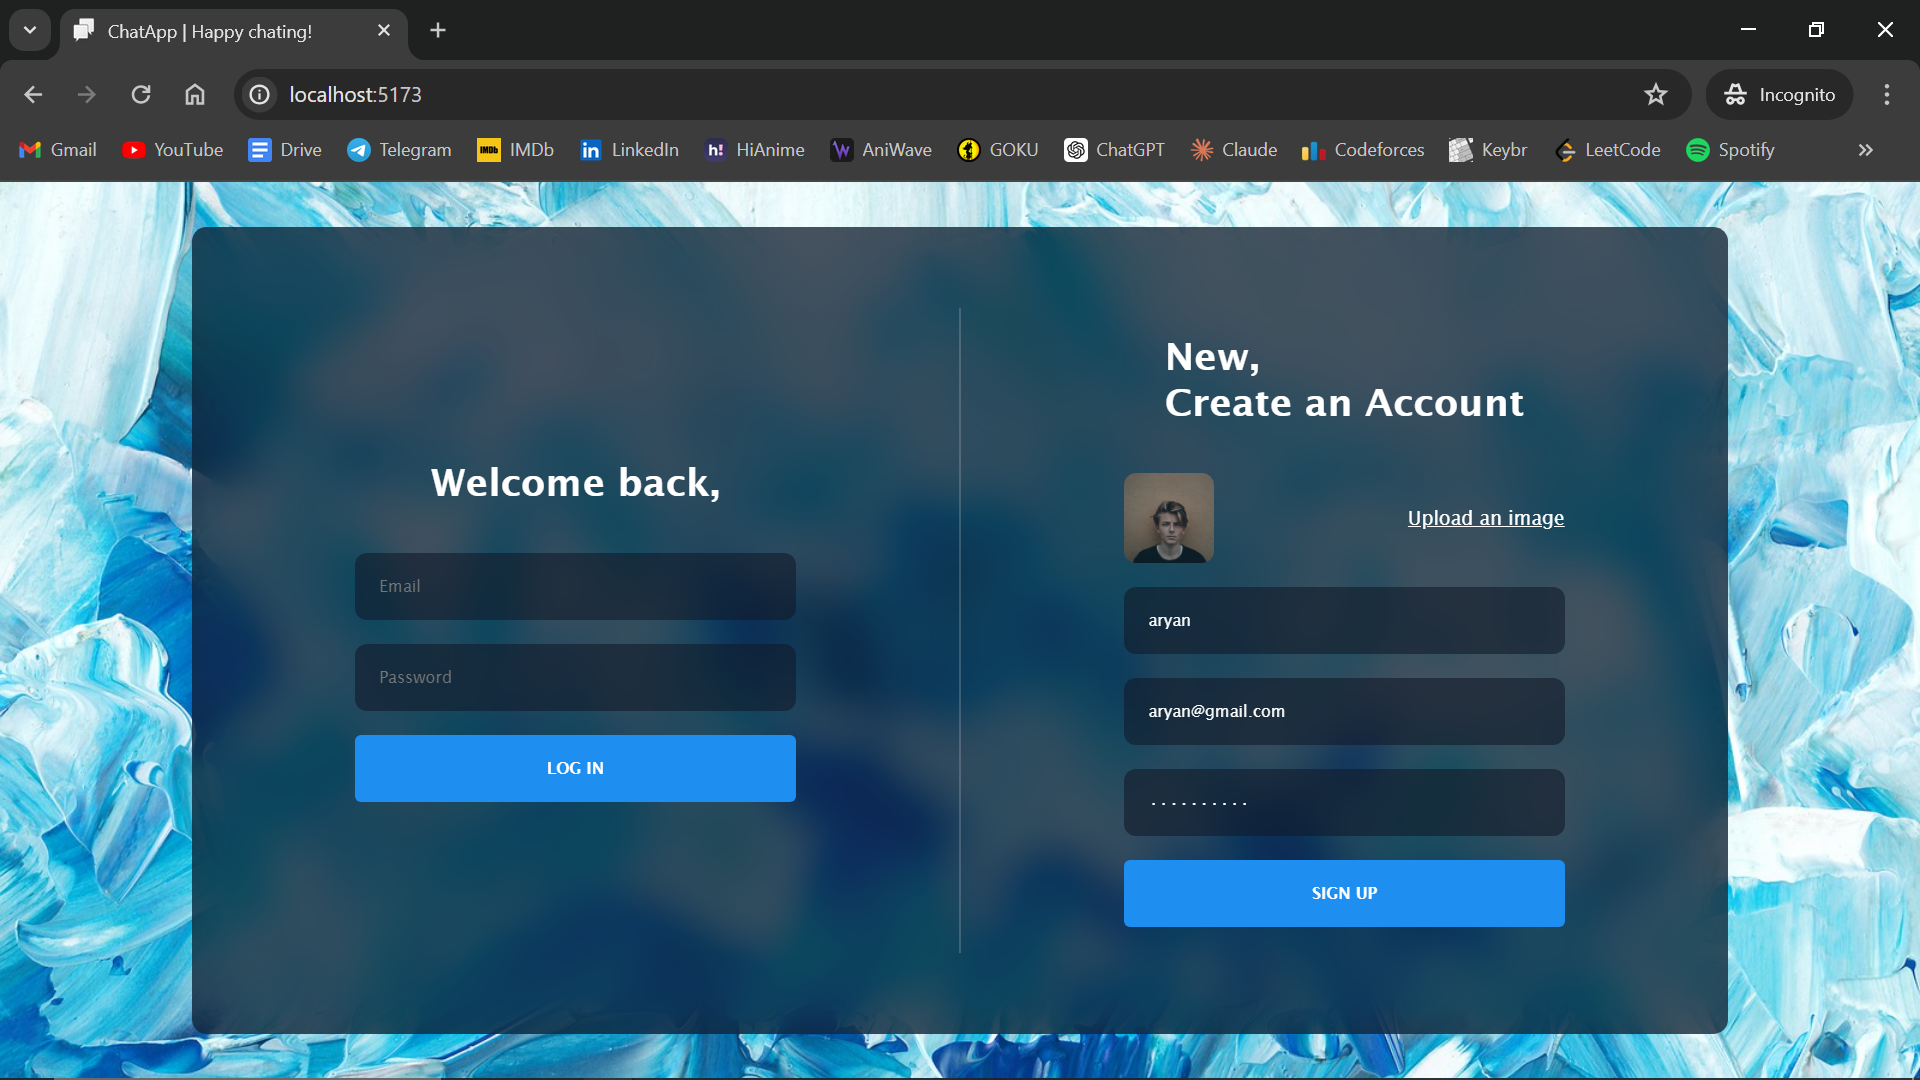 ChatApp | Happy chating!
localhost:5173
Incognito
Gmail
YouTube
Drive
Telegram
IMDb IMDb
in LinkedIn
h! HiAnime
AniWave
GOKU
ChatGPT
Claude
Codeforces
Keybr
LeetCode
Spotify
Welcome back,
Email
Password
LOG IN
New,
Create an Account
Upload an image
aryan
aryan@gmail.com
..........
SIGN UP